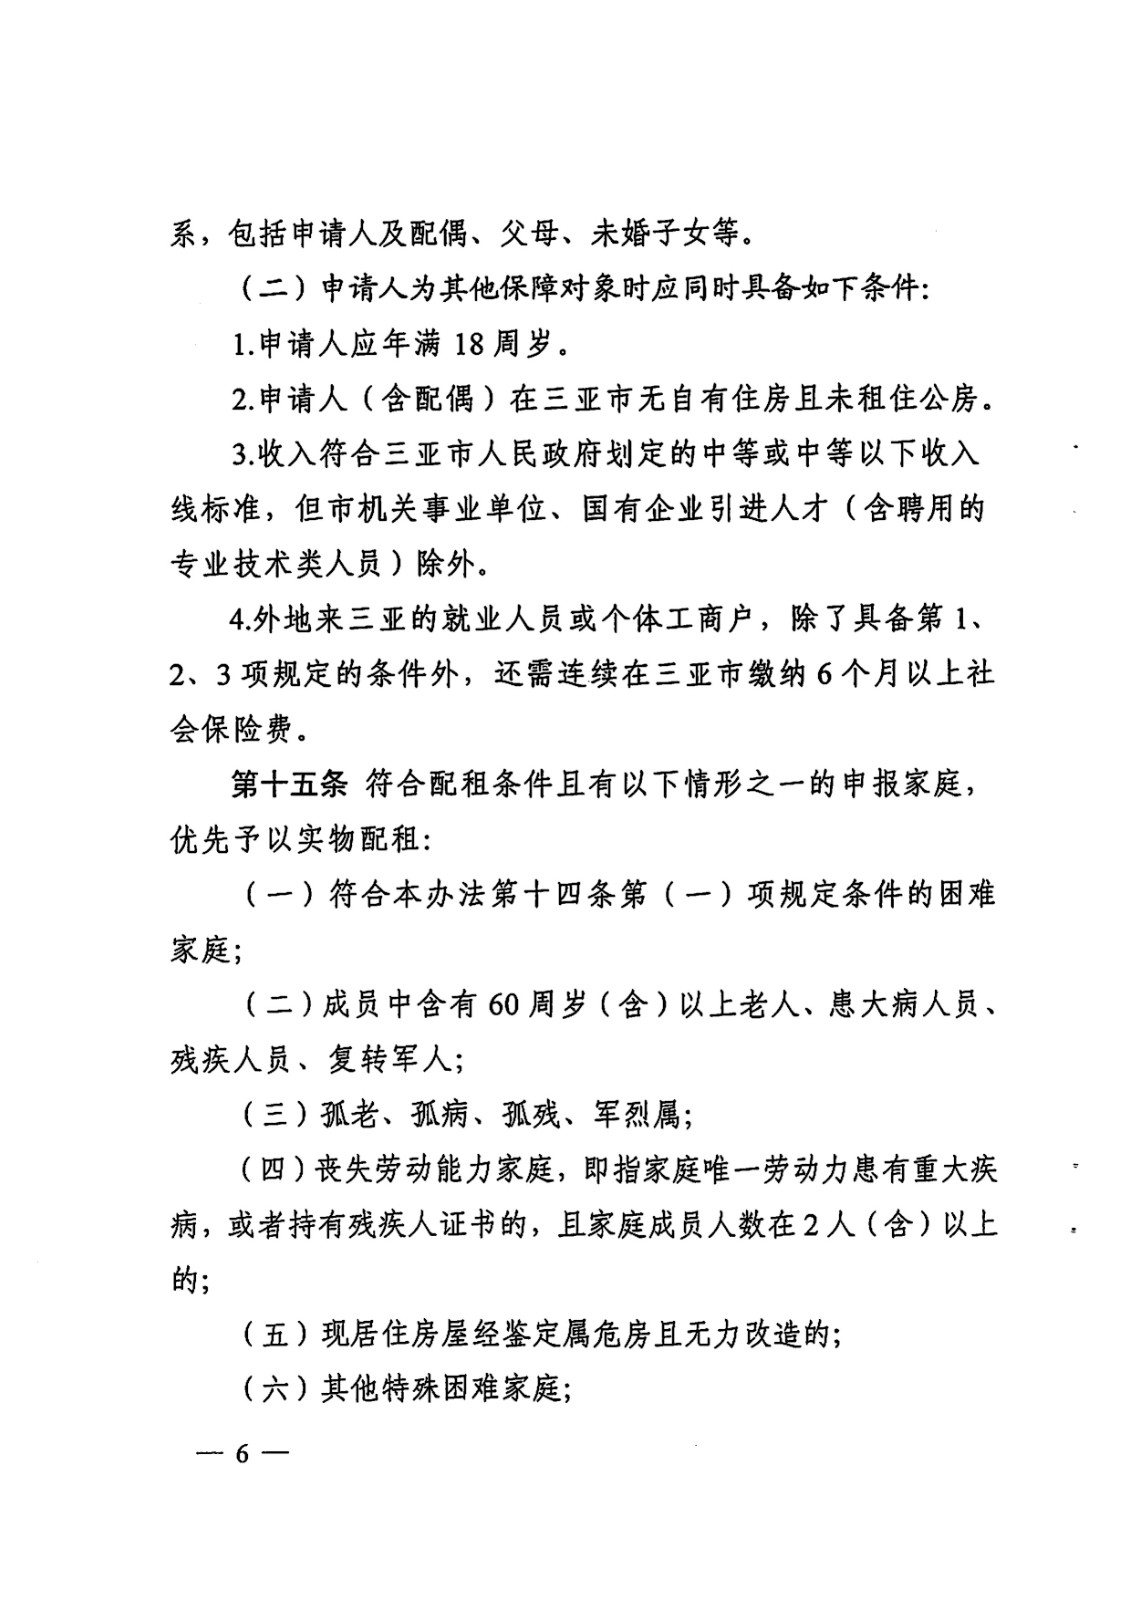 系，包括申请人及配偶、父母、未婚子女等。
（二）申请人为其他保障对象时应同时具备如下条件：
1.申请人应年满 18 周岁。
2.申请人（含配偶）在三亚市无自有住房且未租住公房。
3.收入符合三亚市人民政府划定的中等或中等以下收入
线标准，但市机关事业单位、国有企业引进人才（含聘用的
专业技术类人员）除外。
4.外地来三亚的就业人员或个体工商户，除了具备第 1、
2、3 项规定的条件外，还需连续在三亚市缴纳 6 个月以上社
会保险费。
第十五条 符合配租条件且有以下情形之一的申报家庭，
优先予以实物配租：
（一）符合本办法第十四条第（一）项规定条件的困难
家庭；
（二）成员中含有 60 周岁（含）以上老人、患大病人员、
残疾人员、复转军人；
（三）孤老、孤病、孤残、军烈属；
（四）丧失劳动能力家庭，即指家庭唯一劳动力患有重大疾
病，或者持有残疾人证书的，且家庭成员人数在 2 人（含）以上
的；
（五）现居住房屋经鉴定属危房且无力改造的；
（六）其他特殊困难家庭；
— 6 —